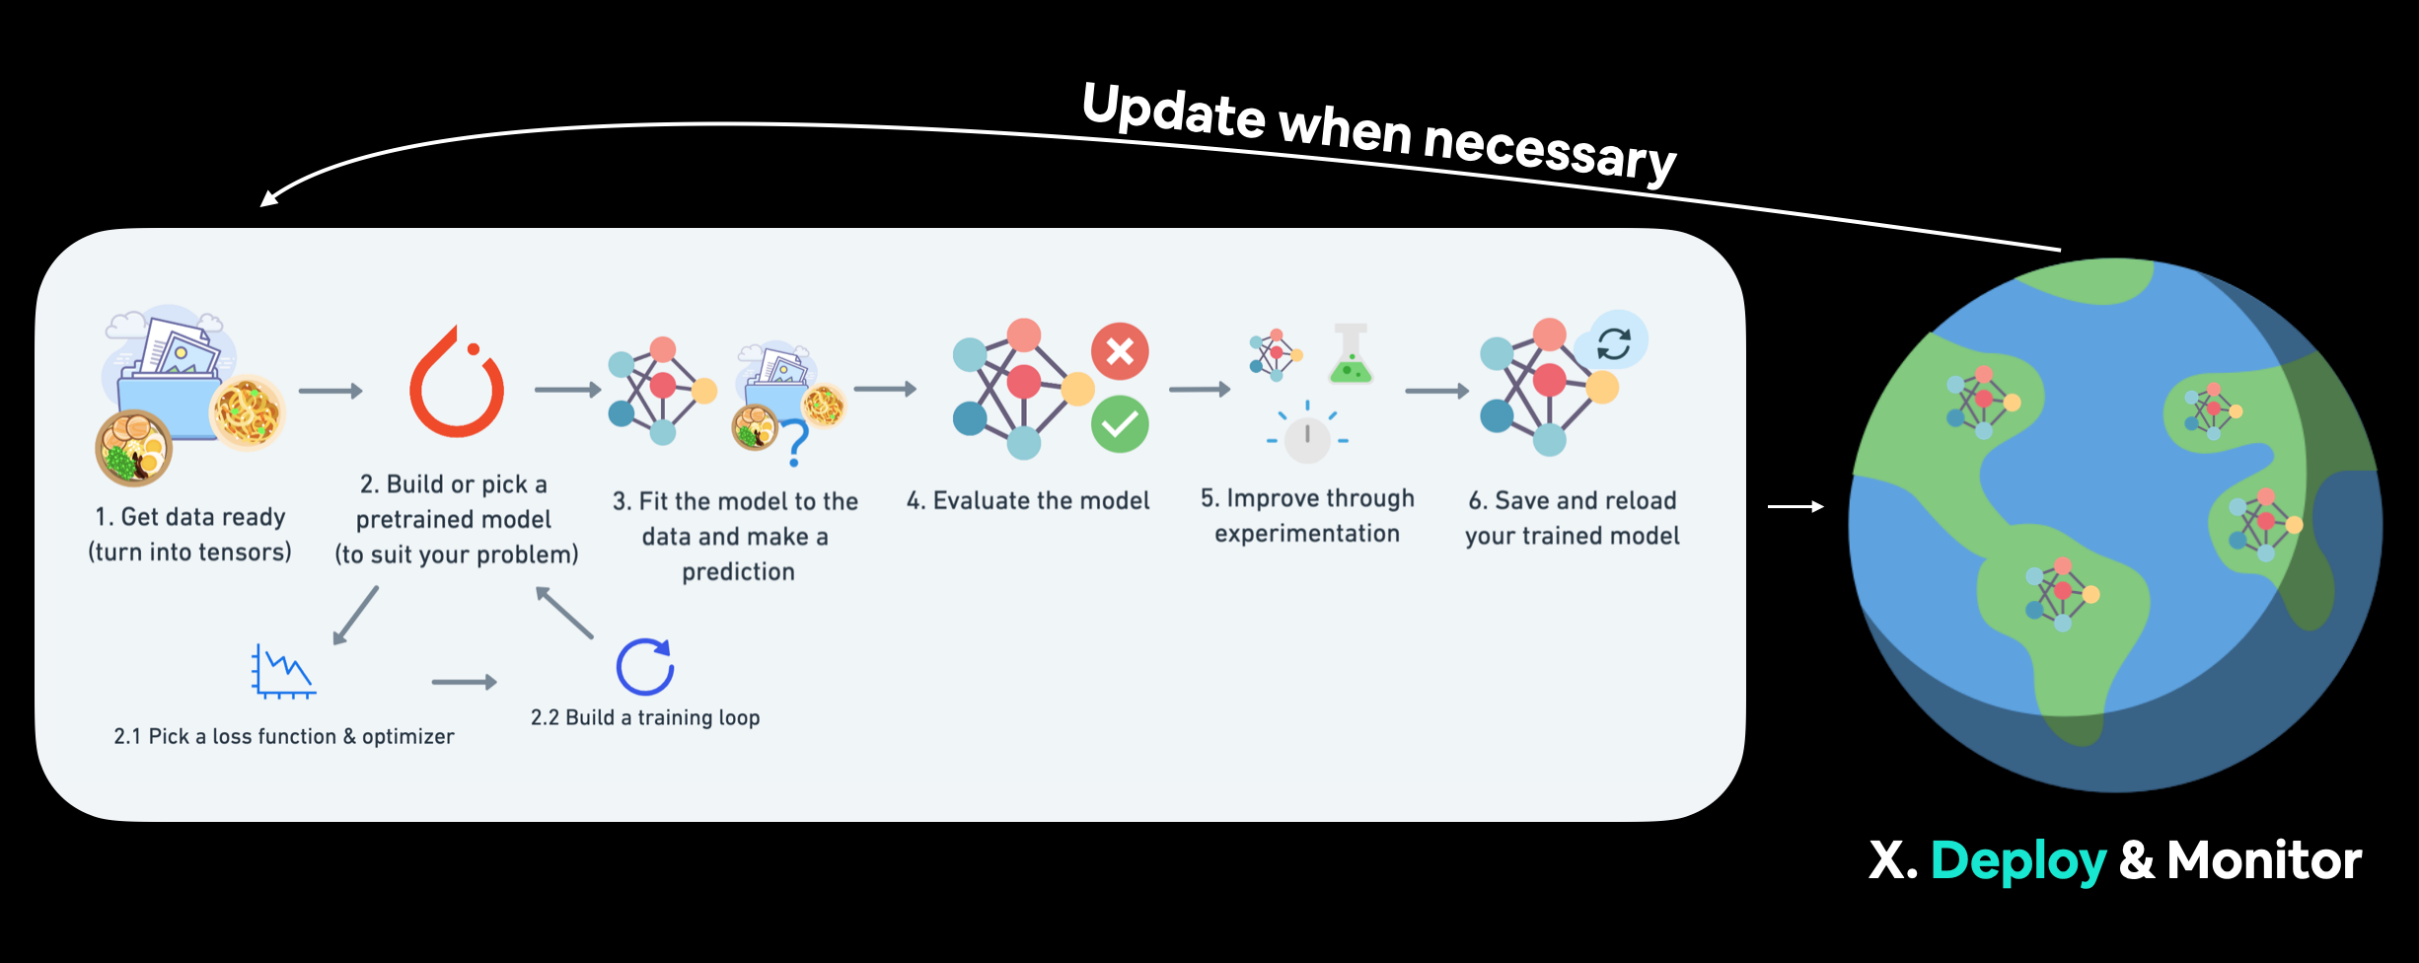 Update when necessary
1. Get data ready
(turn into tensors)
2. Build or pick a
pretrained model
(to suit your problem)
3. Fit the model to the
data and make a
prediction
4. Evaluate the model
5. Improve through
experimentation
6. Save and reload
your trained model
2.1 Pick a loss function & optimizer
2.2 Build a training loop
X. Deploy & Monitor